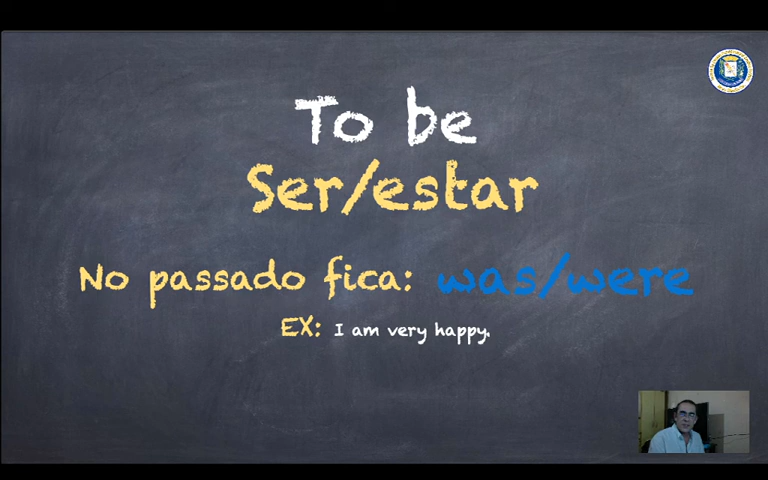 To be
Ser/estar
No passado fica: was/were
EX: I am very happy.